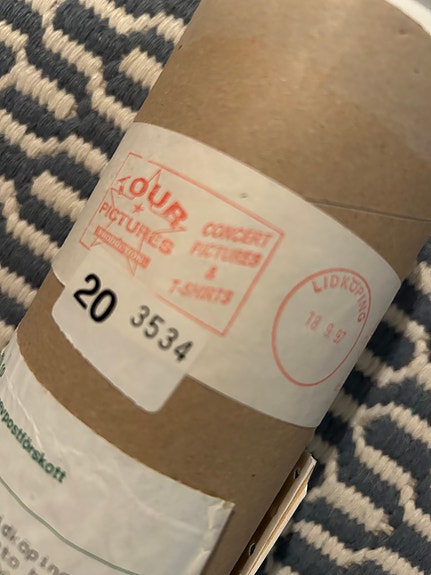 OUR
PICTURES
CONCERT
PICTURES
&
T-SHIRTS
LIDKÖPING
18.9.97
20 3534
postförskott